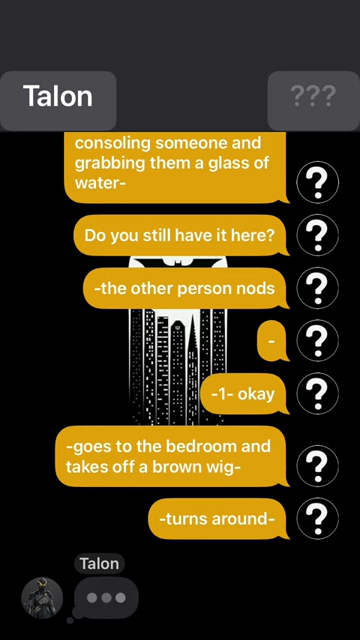 Talon
???
consoling someone and
grabbing them a glass of
water-
?
Do you still have it here?
?
-the other person nods
?
-
?
-1- okay
?
-goes to the bedroom and
takes off a brown wig-
?
-turns around-
?
Talon